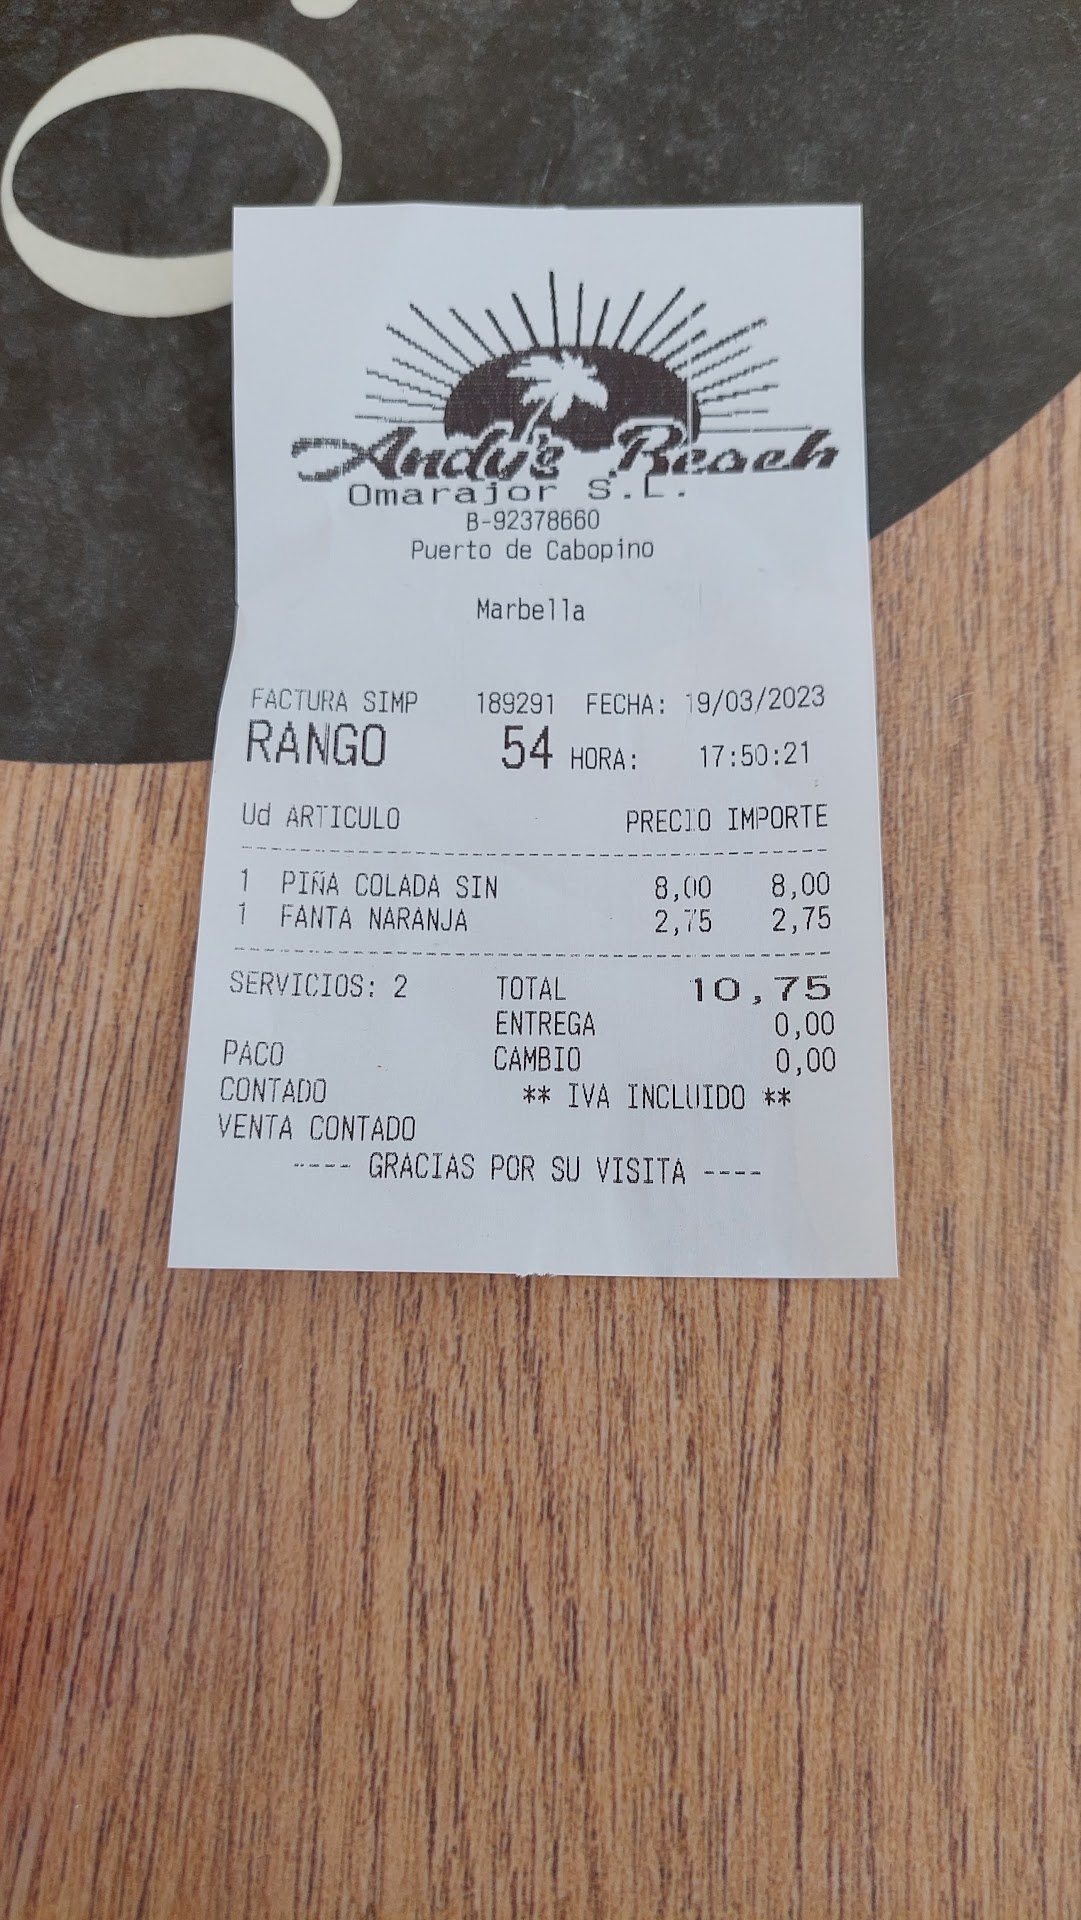 Andy's Beach
Omarajor S.L.
B-92378660
Puerto de Cabopino
Marbella
FACTURA SIMP 189291 FECHA: 19/03/2023
RANGO 54 HORA: 17:50:21
Ud ARTICULO PRECIO IMPORTE
1 PIÑA COLADA SIN 8,00 8,00
1 FANTA NARANJA 2,75 2,75
SERVICIOS: 2 TOTAL 10,75
ENTREGA 0,00
PACO CAMBIO 0,00
CONTADO ** IVA INCLUIDO **
VENTA CONTADO
---- GRACIAS POR SU VISITA ----